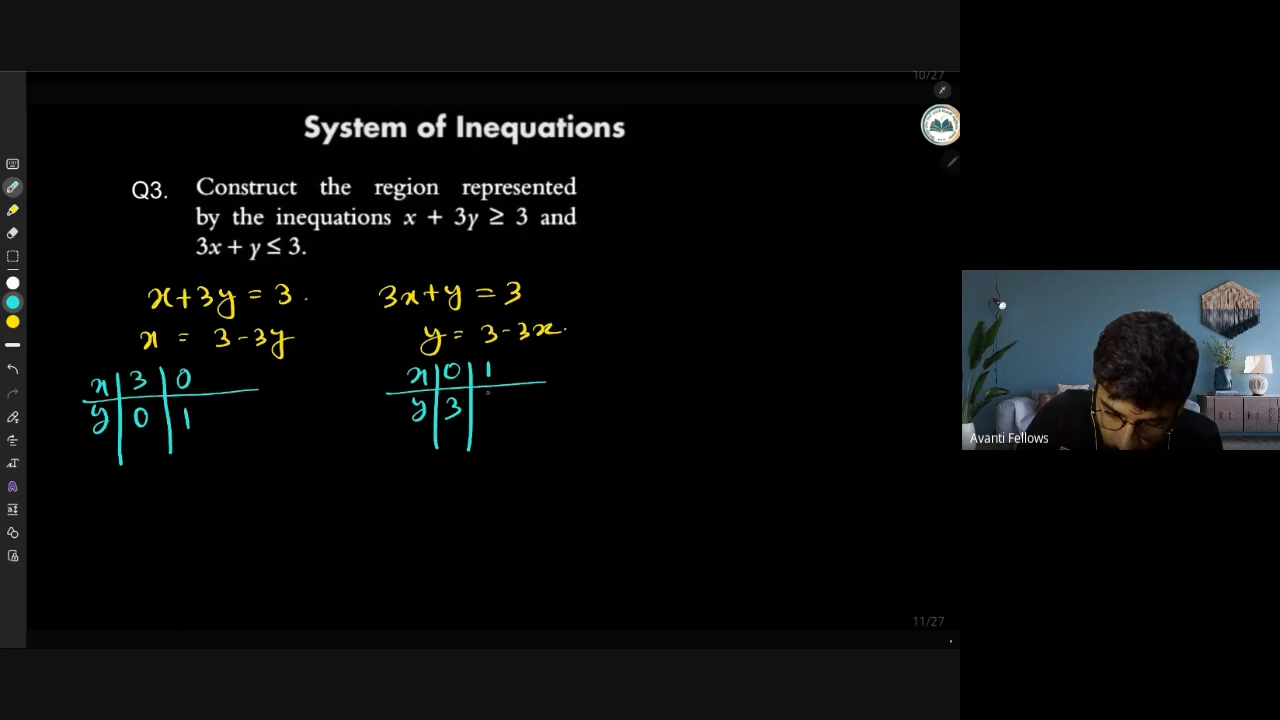 10/27
System of Inequations
Q3. Construct the region represented
by the inequations x + 3y ≥ 3 and
3x + y ≤ 3.
x+3y = 3.
x = 3-3y
x | 3 | 0
y | 0 | 1
3x+y = 3
y = 3-3x.
x | 0 | 1
y | 3 |
Avanti Fellows
11/27